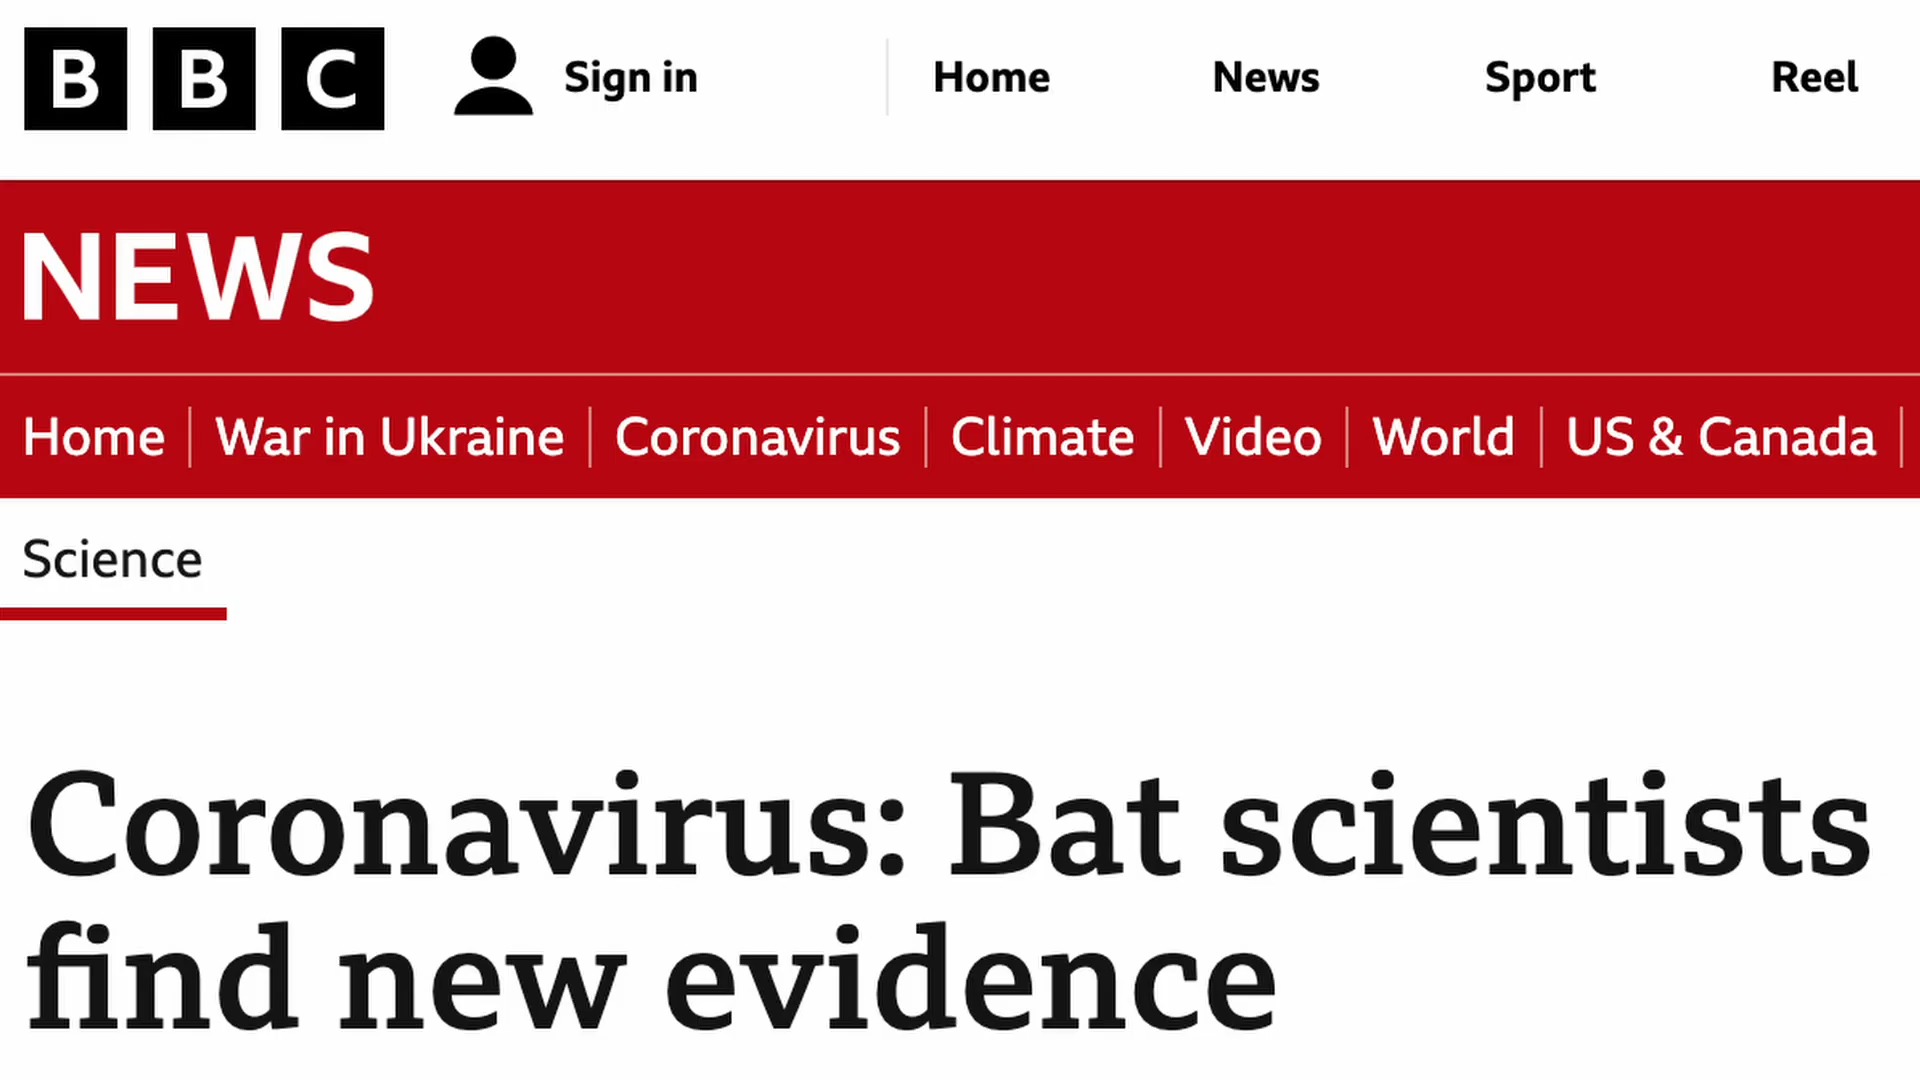 BBC Sign in Home News Sport Reel
NEWS
Home War in Ukraine Coronavirus Climate Video World US & Canada
Science
Coronavirus: Bat scientists
find new evidence